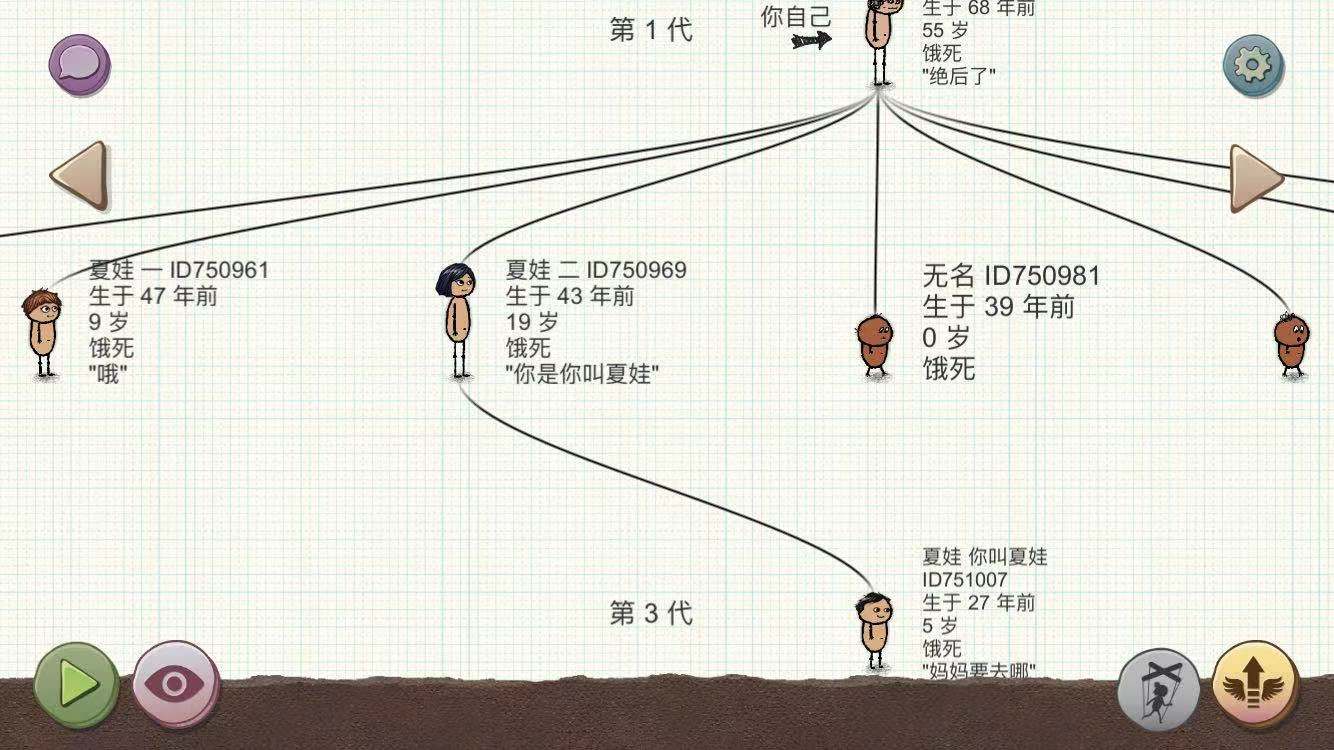 第 1 代
你自己
生于 68 年前
55 岁
饿死
"绝后了"
夏娃 一 ID750961
生于 47 年前
9 岁
饿死
"哦"
夏娃 二 ID750969
生于 43 年前
19 岁
饿死
"你是你叫夏娃"
无名 ID750981
生于 39 年前
0 岁
饿死
第 3 代
夏娃 你叫夏娃
ID751007
生于 27 年前
5 岁
饿死
"妈妈要去哪"